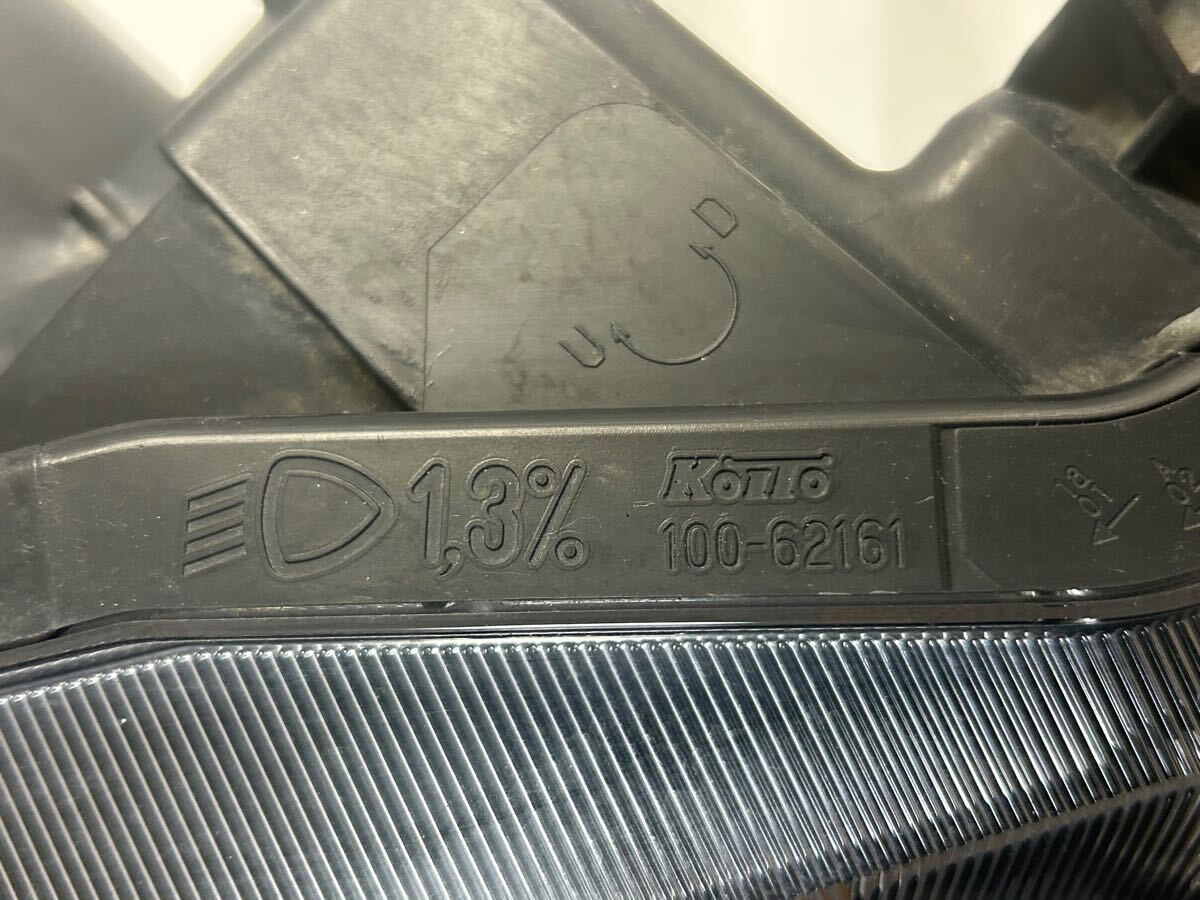 D
U
1,3%
KOITO
100-62161